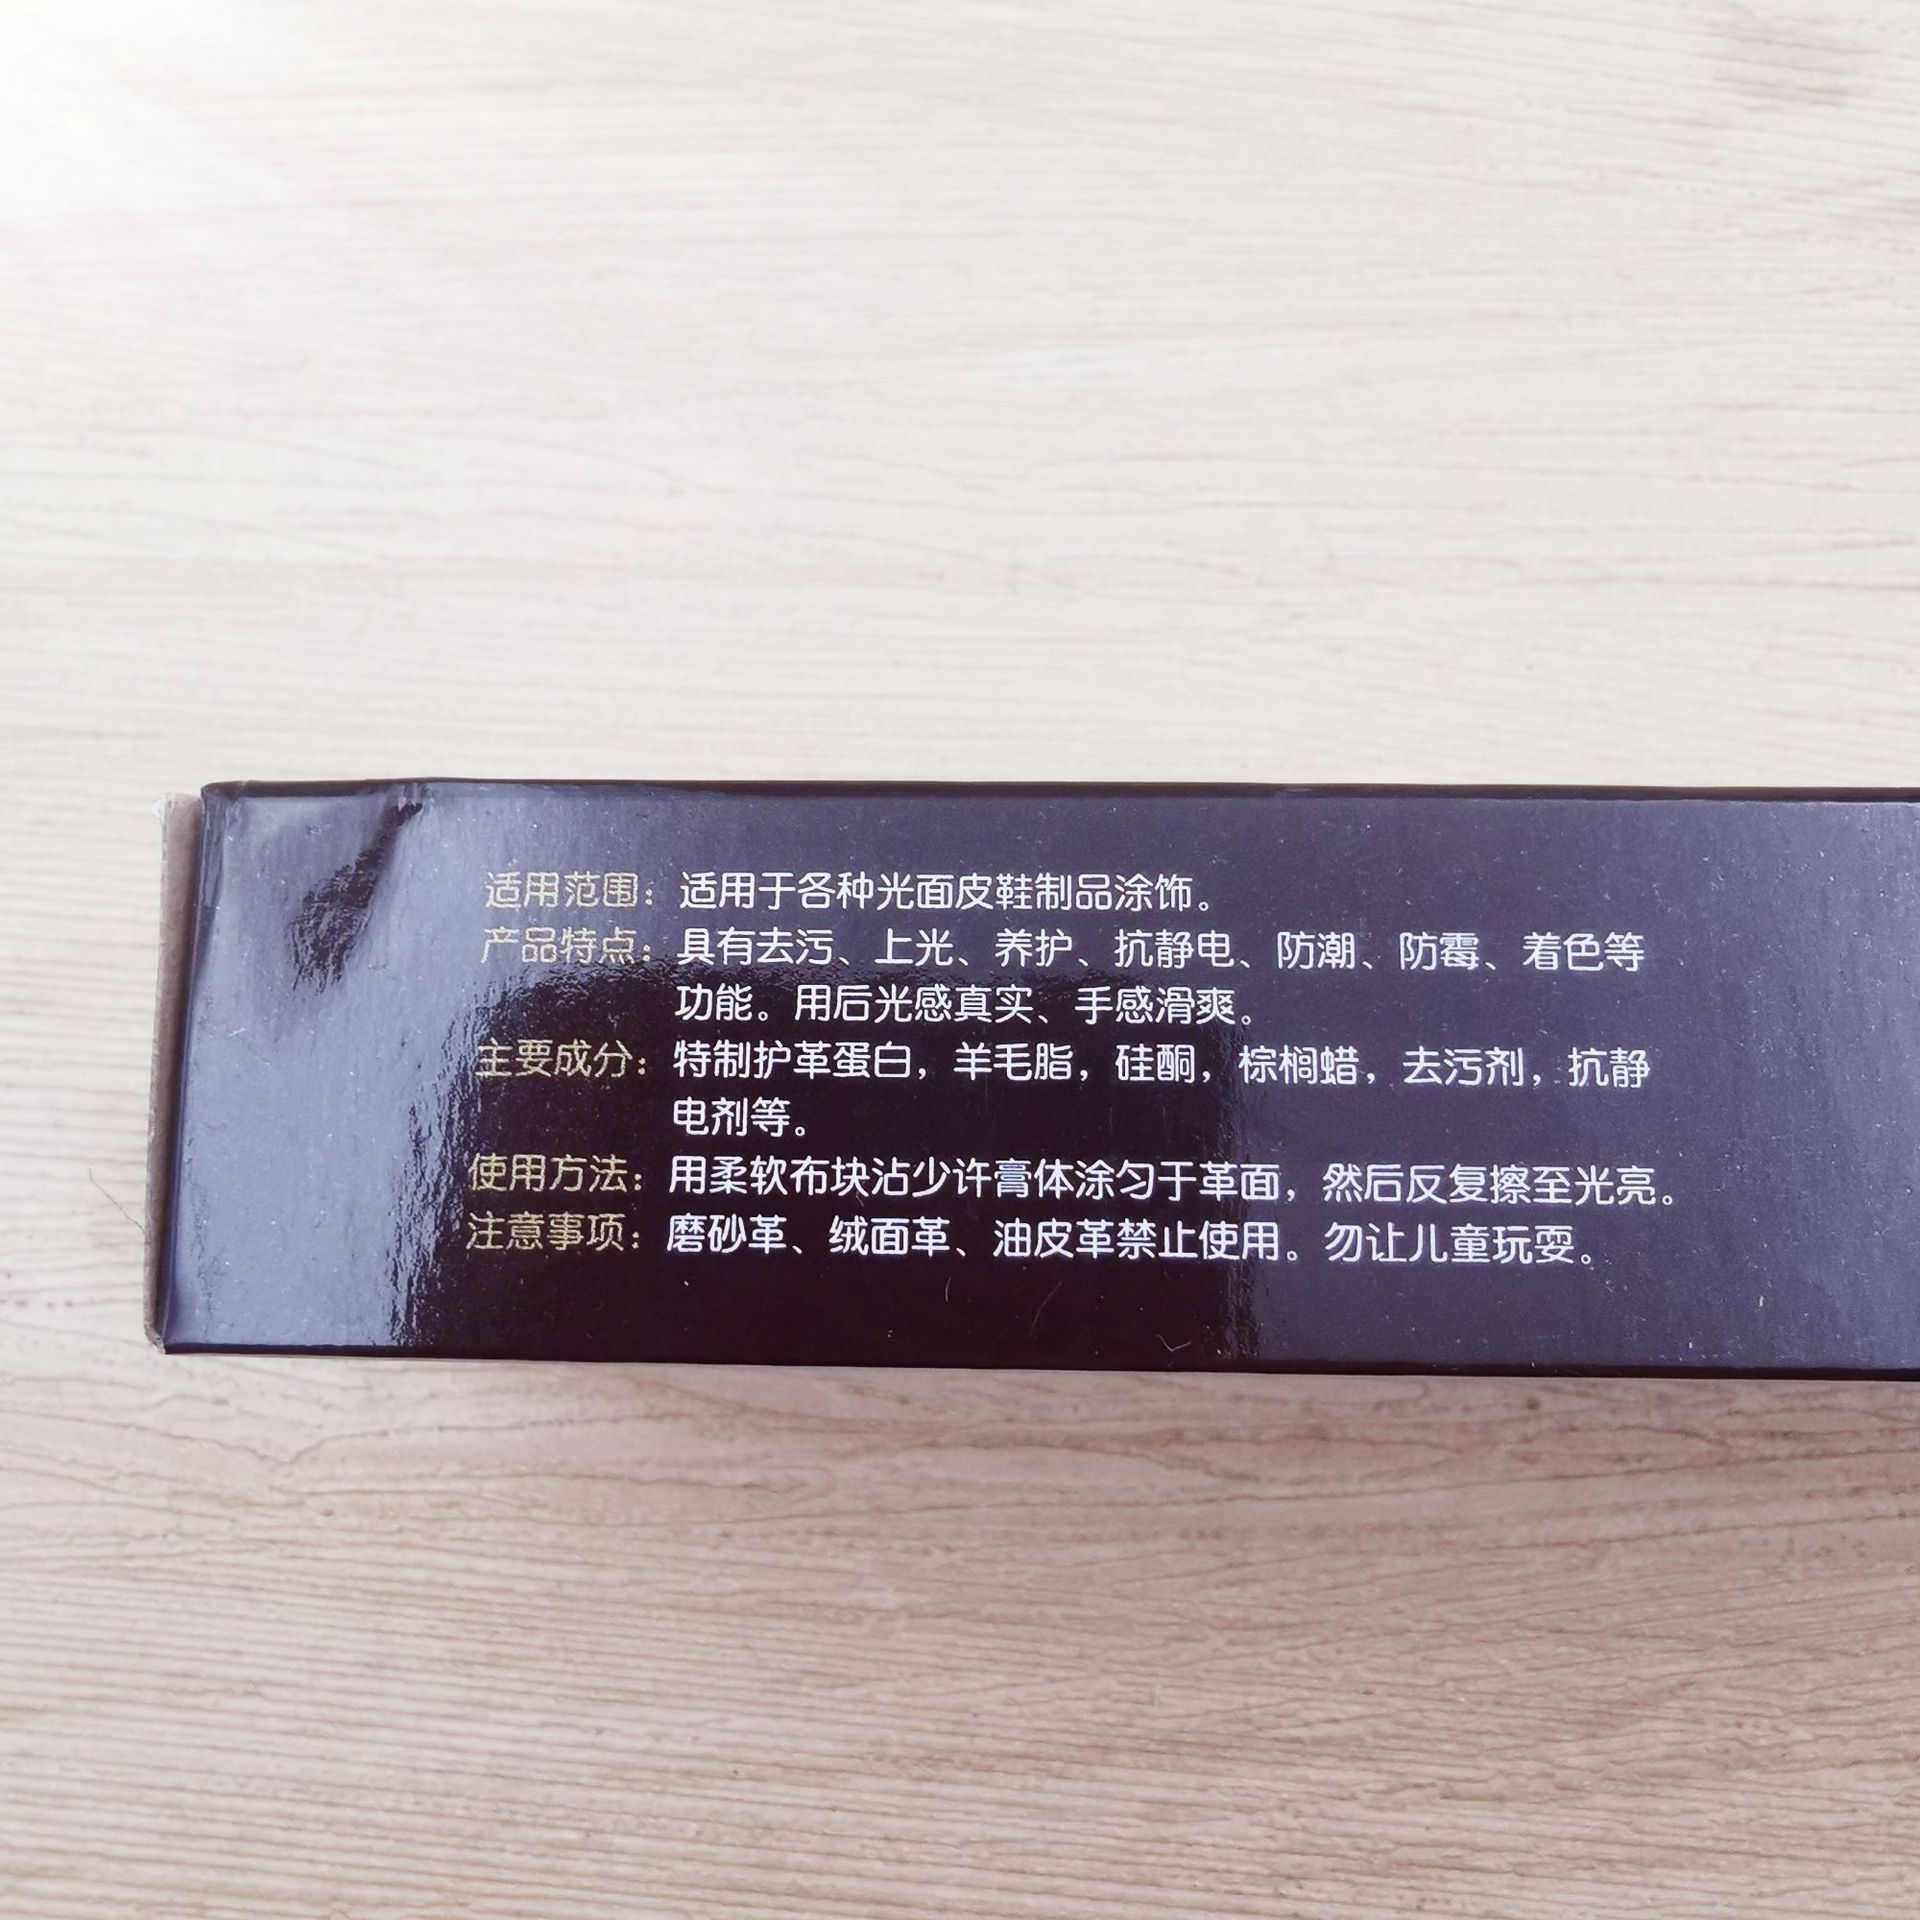 适用范围：适用于各种光面皮鞋制品涂饰。
产品特点：具有去污、上光、养护、抗静电、防潮、防霉、着色等
功能。用后光感真实、手感滑爽。
主要成分：特制护革蛋白，羊毛脂，硅酮，棕榈蜡，去污剂，抗静
电剂等。
使用方法：用柔软布块沾少许膏体涂匀于革面，然后反复擦至光亮。
注意事项：磨砂革、绒面革、油皮革禁止使用。勿让儿童玩耍。